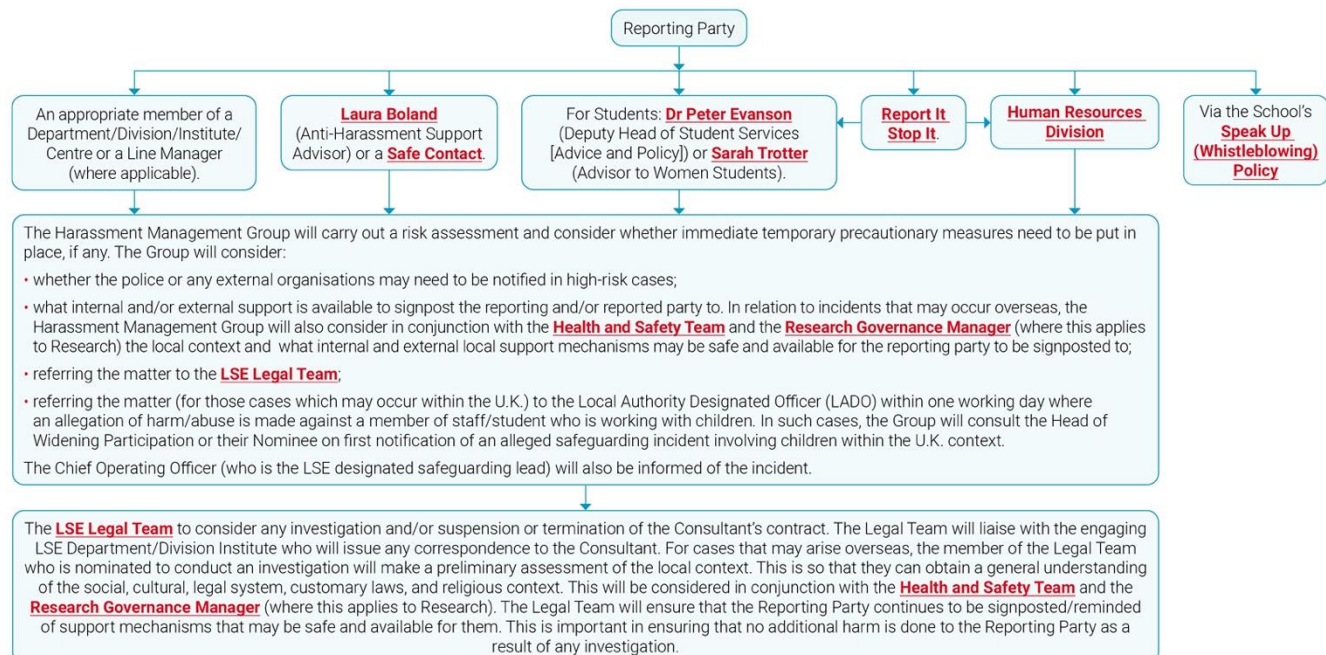 Reporting Party
An appropriate member of a
Department/Division/Institute/
Centre or a Line Manager
(where applicable).
Laura Boland
(Anti-Harassment Support
Advisor) or a Safe Contact.
For Students: Dr Peter Evanson
(Deputy Head of Student Services
[Advice and Policy]) or Sarah Trotter
(Advisor to Women Students).
Report It
Stop It.
Human Resources
Division
Via the School's
Speak Up
(Whistleblowing)
Policy
The Harassment Management Group will carry out a risk assessment and consider whether immediate temporary precautionary measures need to be put in
place, if any. The Group will consider:
• whether the police or any external organisations may need to be notified in high-risk cases;
• what internal and/or external support is available to signpost the reporting and/or reported party to. In relation to incidents that may occur overseas, the
Harassment Management Group will also consider in conjunction with the Health and Safety Team and the Research Governance Manager (where this applies
to Research) the local context and what internal and external local support mechanisms may be safe and available for the reporting party to be signposted to;
• referring the matter to the LSE Legal Team;
• referring the matter (for those cases which may occur within the U.K.) to the Local Authority Designated Officer (LADO) within one working day where
an allegation of harm/abuse is made against a member of staff/student who is working with children. In such cases, the Group will consult the Head of
Widening Participation or their Nominee on first notification of an alleged safeguarding incident involving children within the U.K. context.
The Chief Operating Officer (who is the LSE designated safeguarding lead) will also be informed of the incident.
The LSE Legal Team to consider any investigation and/or suspension or termination of the Consultant's contract. The Legal Team will liaise with the engaging
LSE Department/Division Institute who will issue any correspondence to the Consultant. For cases that may arise overseas, the member of the Legal Team
who is nominated to conduct an investigation will make a preliminary assessment of the local context. This is so that they can obtain a general understanding
of the social, cultural, legal system, customary laws, and religious context. This will be considered in conjunction with the Health and Safety Team and the
Research Governance Manager (where this applies to Research). The Legal Team will ensure that the Reporting Party continues to be signposted/reminded
of support mechanisms that may be safe and available for them. This is important in ensuring that no additional harm is done to the Reporting Party as a
result of any investigation.